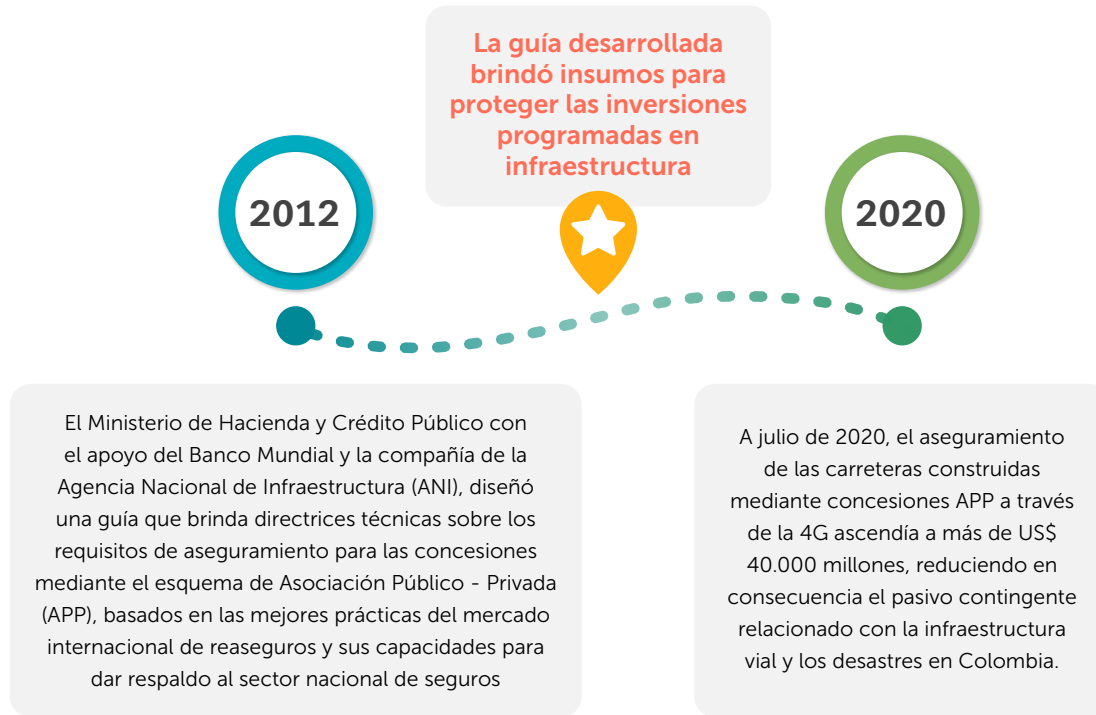 La guía desarrollada
brindó insumos para
proteger las inversiones
programadas en
infraestructura
2012
2020
El Ministerio de Hacienda y Crédito Público con
el apoyo del Banco Mundial y la compañía de la
Agencia Nacional de Infraestructura (ANI), diseñó
una guía que brinda directrices técnicas sobre los
requisitos de aseguramiento para las concesiones
mediante el esquema de Asociación Público - Privada
(APP), basados en las mejores prácticas del mercado
internacional de reaseguros y sus capacidades para
dar respaldo al sector nacional de seguros
A julio de 2020, el aseguramiento
de las carreteras construidas
mediante concesiones APP a través
de la 4G ascendía a más de US$
40.000 millones, reduciendo en
consecuencia el pasivo contingente
relacionado con la infraestructura
vial y los desastres en Colombia.